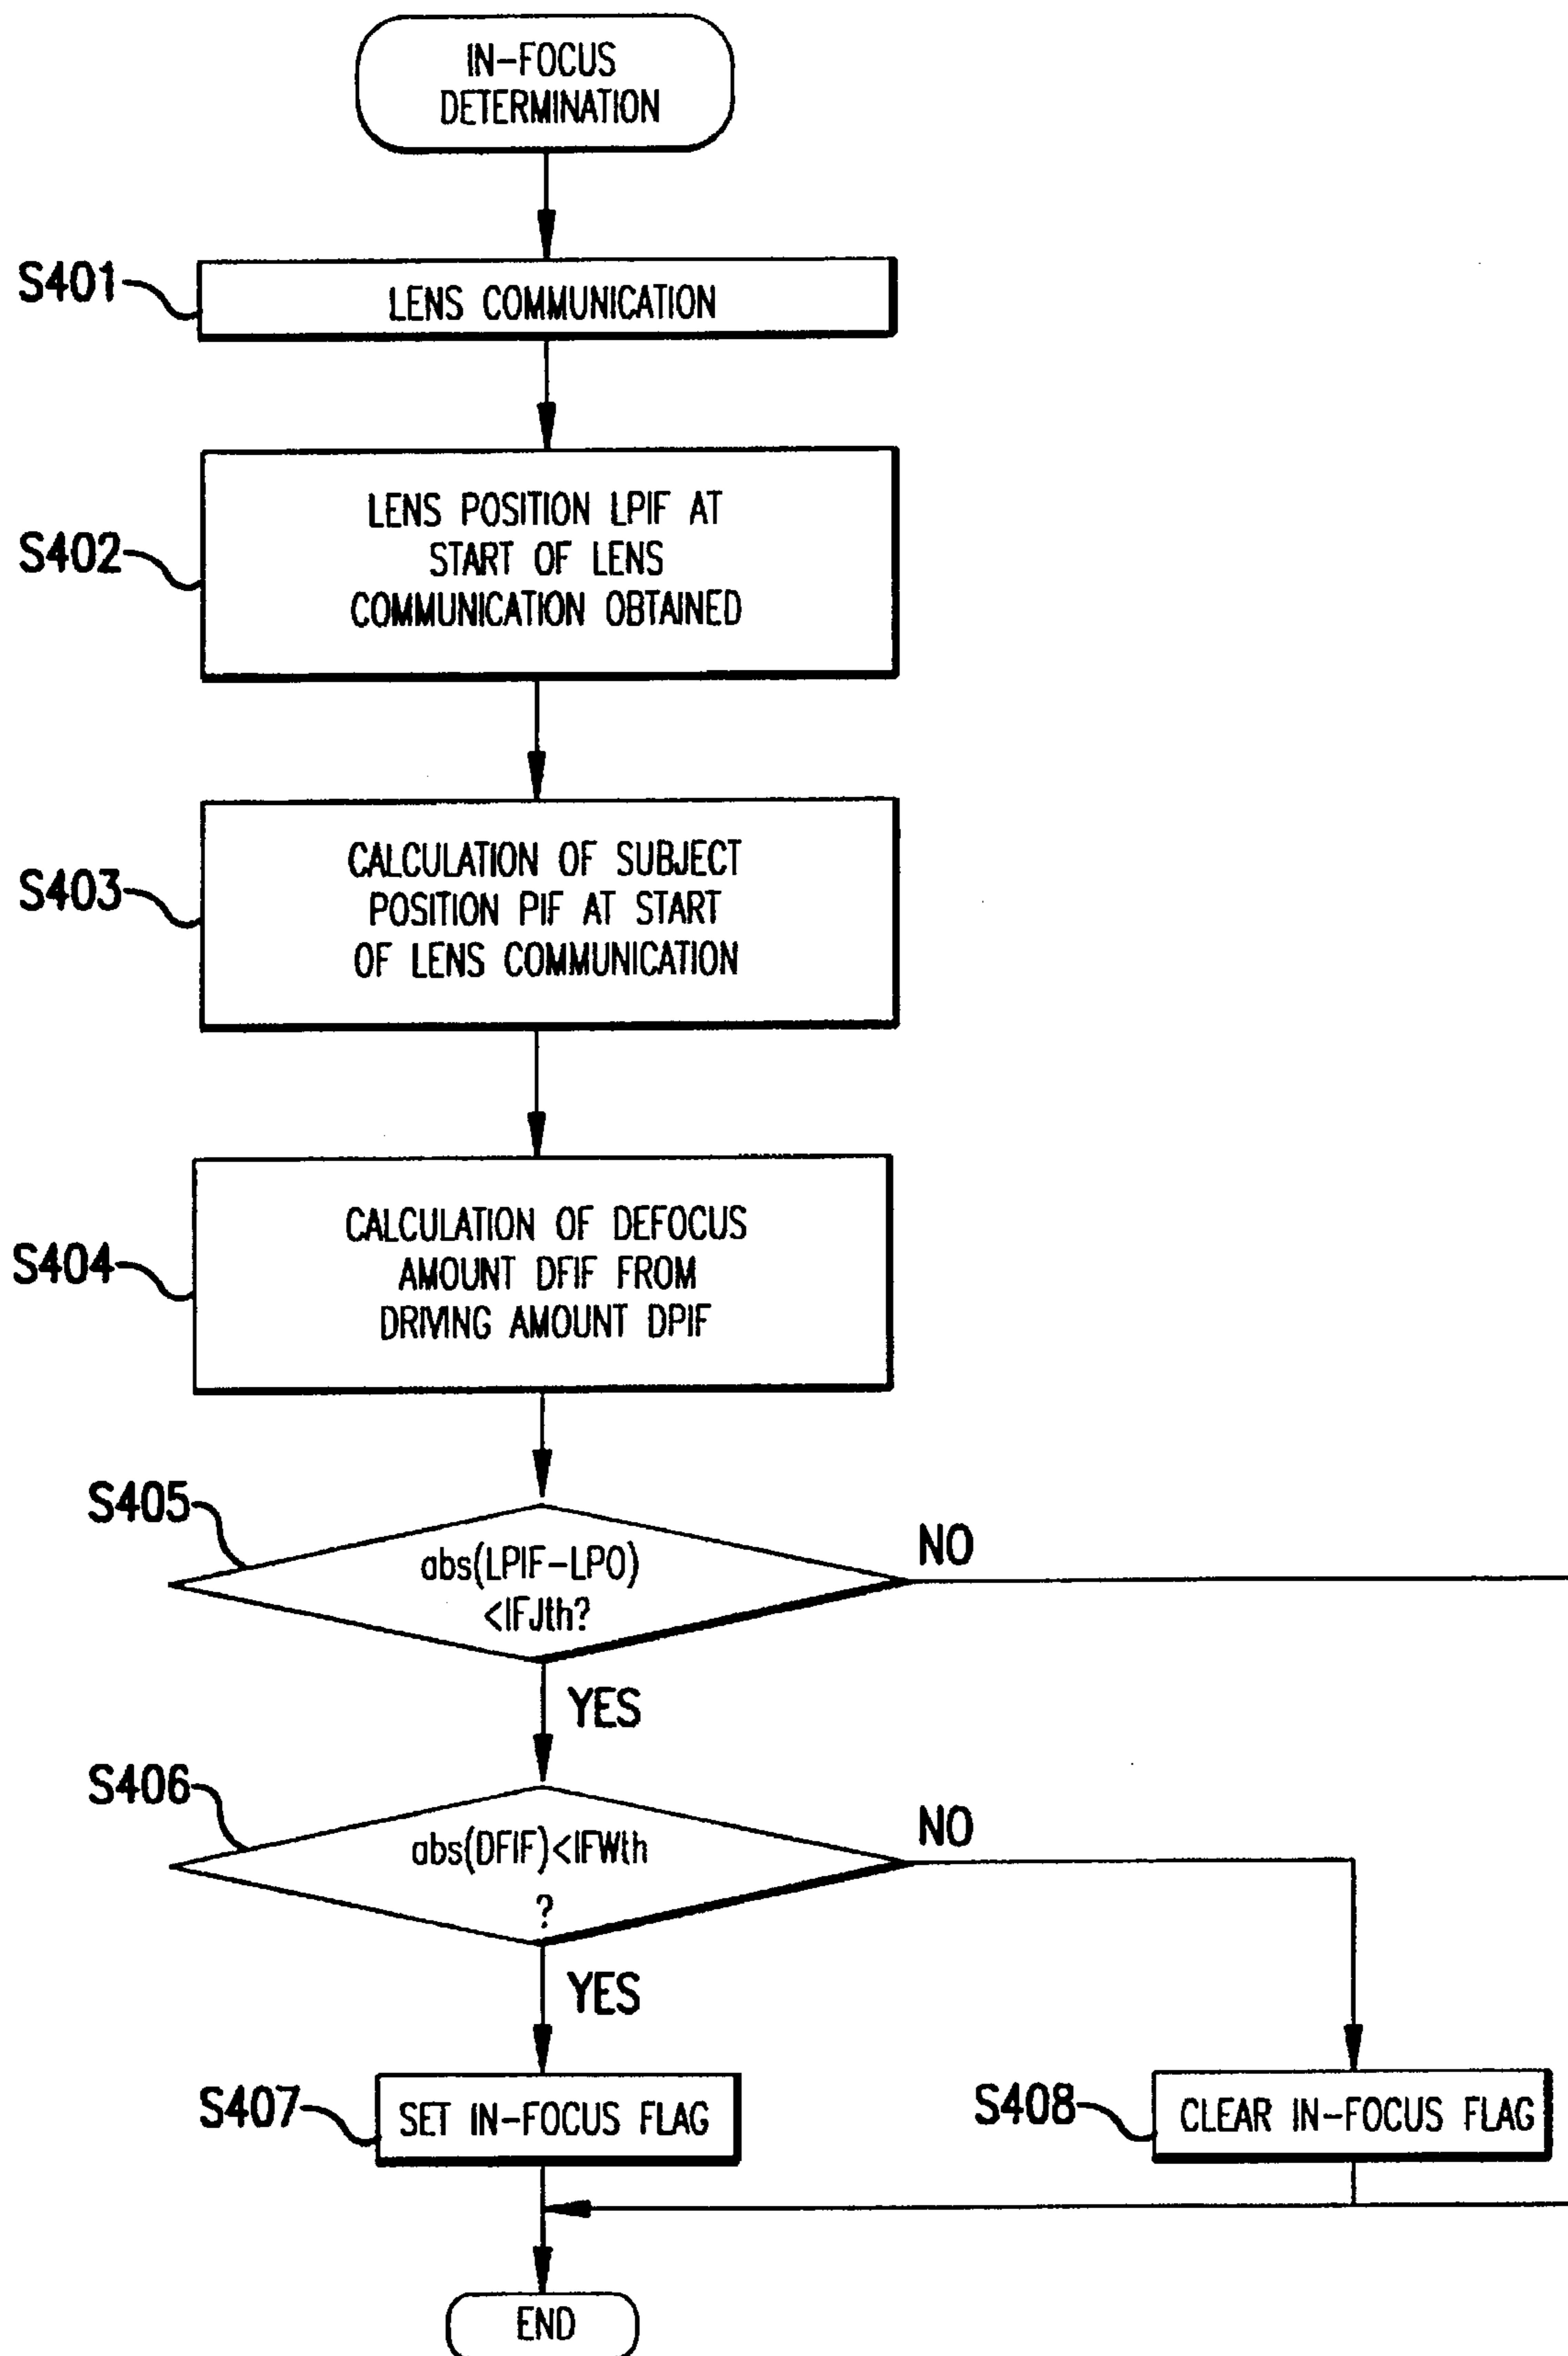 IN-FOCUS
DETERMINATION
S401
LENS COMMUNICATION
S402
LENS POSITION LPIF AT
START OF LENS
COMMUNICATION OBTAINED
S403
CALCULATION OF SUBJECT
POSITION PIF AT START
OF LENS COMMUNICATION
S404
CALCULATION OF DEFOCUS
AMOUNT DFIF FROM
DRIVING AMOUNT DPIF
S405
abs(LPIF-LPO)
<IFJth?
NO
YES
S406
abs(DFIF)<IFWth
?
NO
YES
S407
SET IN-FOCUS FLAG
S408
CLEAR IN-FOCUS FLAG
END